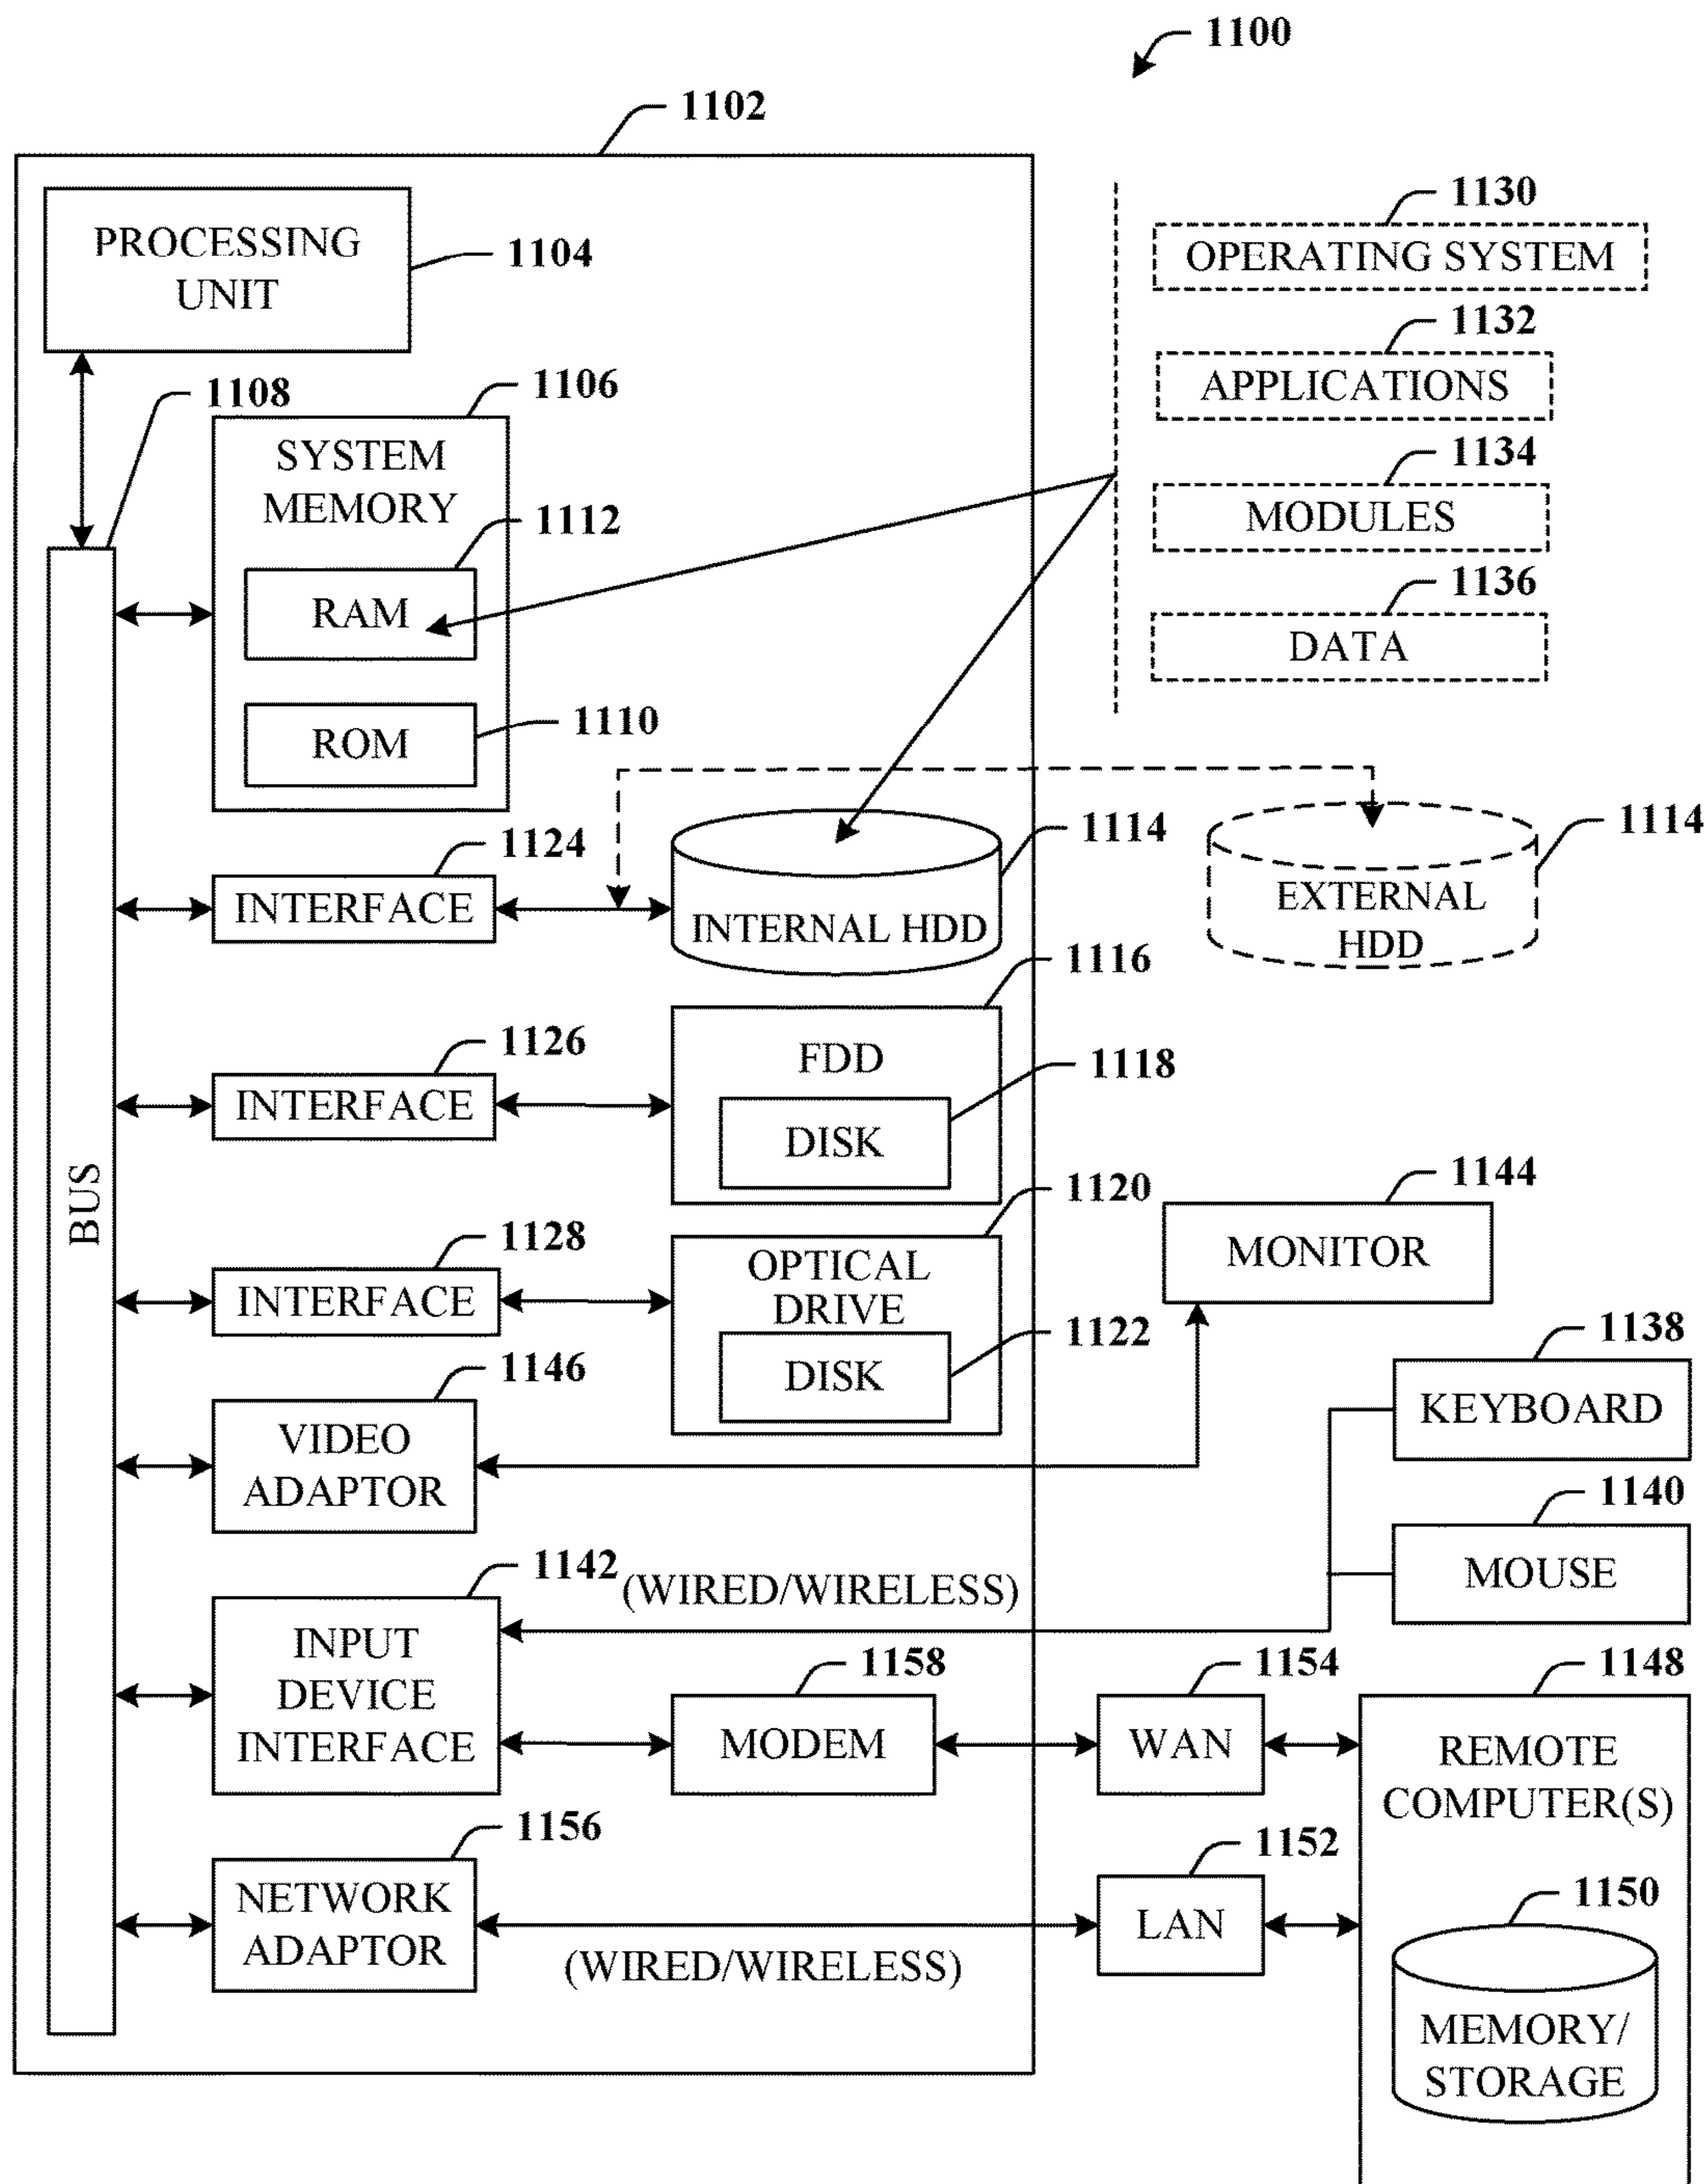 1100
1102
PROCESSING
UNIT
1104
1130
OPERATING SYSTEM
1132
APPLICATIONS
1134
MODULES
1136
DATA
1108
1106
SYSTEM
MEMORY
1112
RAM
1110
ROM
1124
INTERFACE
1114
INTERNAL HDD
1114
EXTERNAL
HDD
1126
INTERFACE
1116
FDD
1118
DISK
BUS
1128
INTERFACE
1120
OPTICAL
DRIVE
1122
DISK
1144
MONITOR
1146
VIDEO
ADAPTOR
1138
KEYBOARD
1140
MOUSE
1142
(WIRED/WIRELESS)
INPUT
DEVICE
INTERFACE
1158
MODEM
1154
WAN
1148
REMOTE
COMPUTER(S)
1156
NETWORK
ADAPTOR
(WIRED/WIRELESS)
1152
LAN
1150
MEMORY/
STORAGE